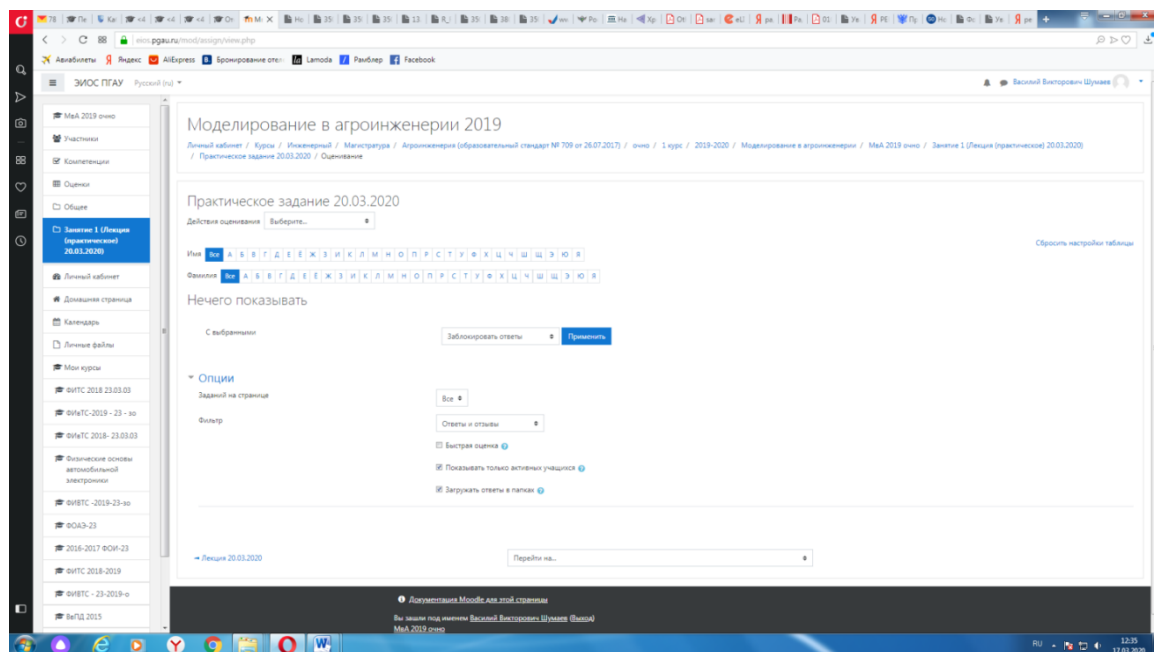 eios.pgau.ru/mod/assign/view.php
Авиабилеты Яндекс AliExpress Бронирование отел Lamoda Рамблер Facebook
ЭИОС ПГАУ Русский (ru)
Василий Викторович Шумаев
МвА 2019 очно
Участники
Компетенции
Оценки
Общее
Занятие 1 (Лекция
(практическое)
20.03.2020)
Личный кабинет
Домашняя страница
Календарь
Личные файлы
Мои курсы
ФИТС 2018 23.03.03
ФИвТС-2019 - 23 - зо
ФИвТС 2018- 23.03.03
Физические основы
автомобильной
электроники
ФИВТС -2019-23-зо
ФОАЭ-23
2016-2017 ФОИ-23
ФИТС 2018-2019
ФИВТС - 23-2019-о
ВеПД 2015
Моделирование в агроинженерии 2019
Личный кабинет / Курсы / Инженерный / Магистратура / Агроинженерия (образовательный стандарт № 709 от 26.07.2017) / очно / 1 курс / 2019-2020 / Моделирование в агроинженерии / МвА 2019 очно / Занятие 1 (Лекция (практическое) 20.03.2020)
/ Практическое задание 20.03.2020 / Оценивание
Практическое задание 20.03.2020
Действия оценивания Выберите...
Сбросить настройки таблицы
Имя Все А Б В Г Д Е Ё Ж З И К Л М Н О П Р С Т У Ф Х Ц Ч Ш Щ Э Ю Я
Фамилия Все А Б В Г Д Е Ё Ж З И К Л М Н О П Р С Т У Ф Х Ц Ч Ш Щ Э Ю Я
Нечего показывать
С выбранными Заблокировать ответы Применить
Опции
Заданий на странице Все
Фильтр Ответы и отзывы
Быстрая оценка
Показывать только активных учащихся
Загружать ответы в папках
Лекция 20.03.2020 Перейти на...
Документация Moodle для этой страницы
Вы зашли под именем Василий Викторович Шумаев (Выход)
МвА 2019 очно
RU 12:35
17.03.2020